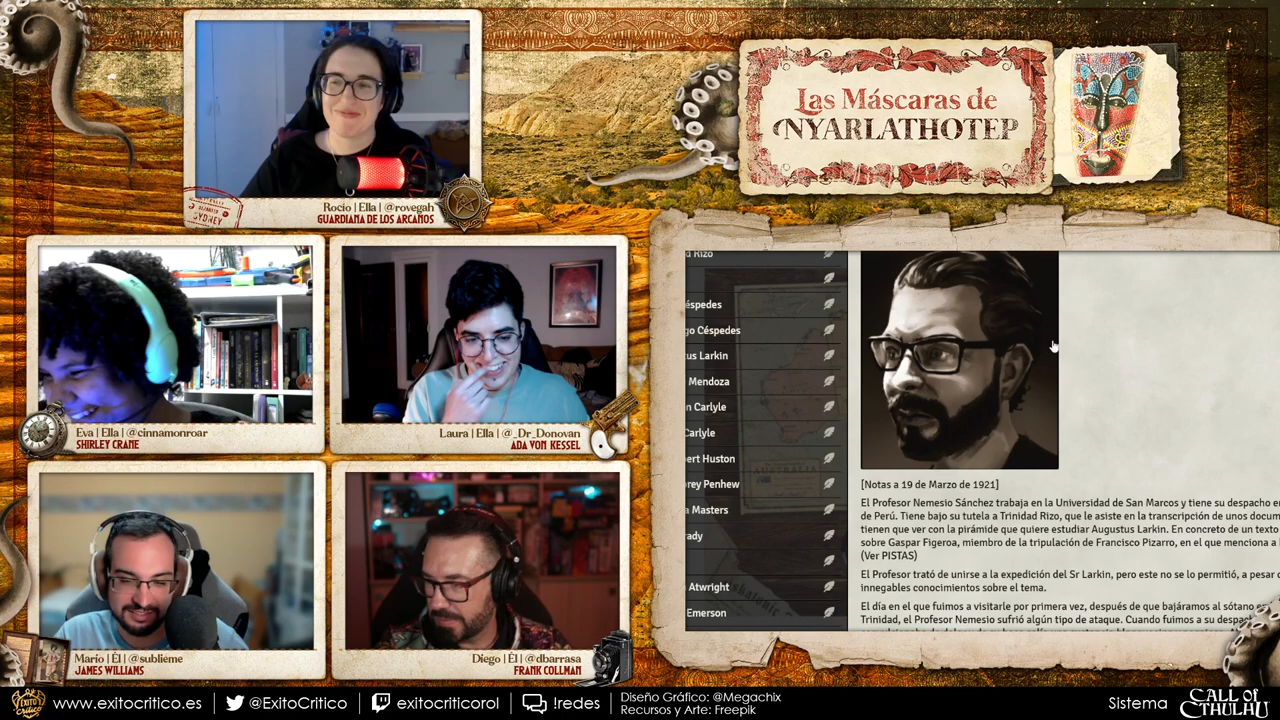 Las Máscaras de
NYARLATHOTEP
SYDNEY
Rocío | Ella | @rovegah
GUARDIANA DE LOS ARCANOS
Eva | Ella | @cinnamonroar
SHIRLEY CRANE
Laura | Ella | @_Dr_Donovan
ADA VON KESSEL
Mario | Él | @sublieme
JAMES WILLIAMS
Diego | Él | @dbarrasa
FRANK COLLMAN
d Rizo
éspedes
go Céspedes
us Larkin
Mendoza
n Carlyle
Carlyle
ert Huston
rey Penhew
a Masters
rady
Atwright
Emerson
[Notas a 19 de Marzo de 1921]
El Profesor Nemesio Sánchez trabaja en la Universidad de San Marcos y tiene su despacho e
de Perú. Tiene bajo su tutela a Trinidad Rizo, que le asiste en la transcripción de unos docum
tienen que ver con la pirámide que quiere estudiar Augustus Larkin. En concreto de un texto
sobre Gaspar Figeroa, miembro de la tripulación de Francisco Pizarro, en el que menciona a
(Ver PISTAS)
El Profesor trató de unirse a la expedición del Sr Larkin, pero este no se lo permitió, a pesar
innegables conocimientos sobre el tema.
El día en el que fuimos a visitarle por primera vez, después de que bajáramos al sótano
Trinidad, el Profesor Nemesio sufrió algún tipo de ataque. Cuando fuimos a su despac
www.exitocritico.es
@ExitoCritico
exitocriticorol
!redes
Diseño Gráfico: @Megachix
Recursos y Arte: Freepik
Sistema
CALL of
CTHULHU